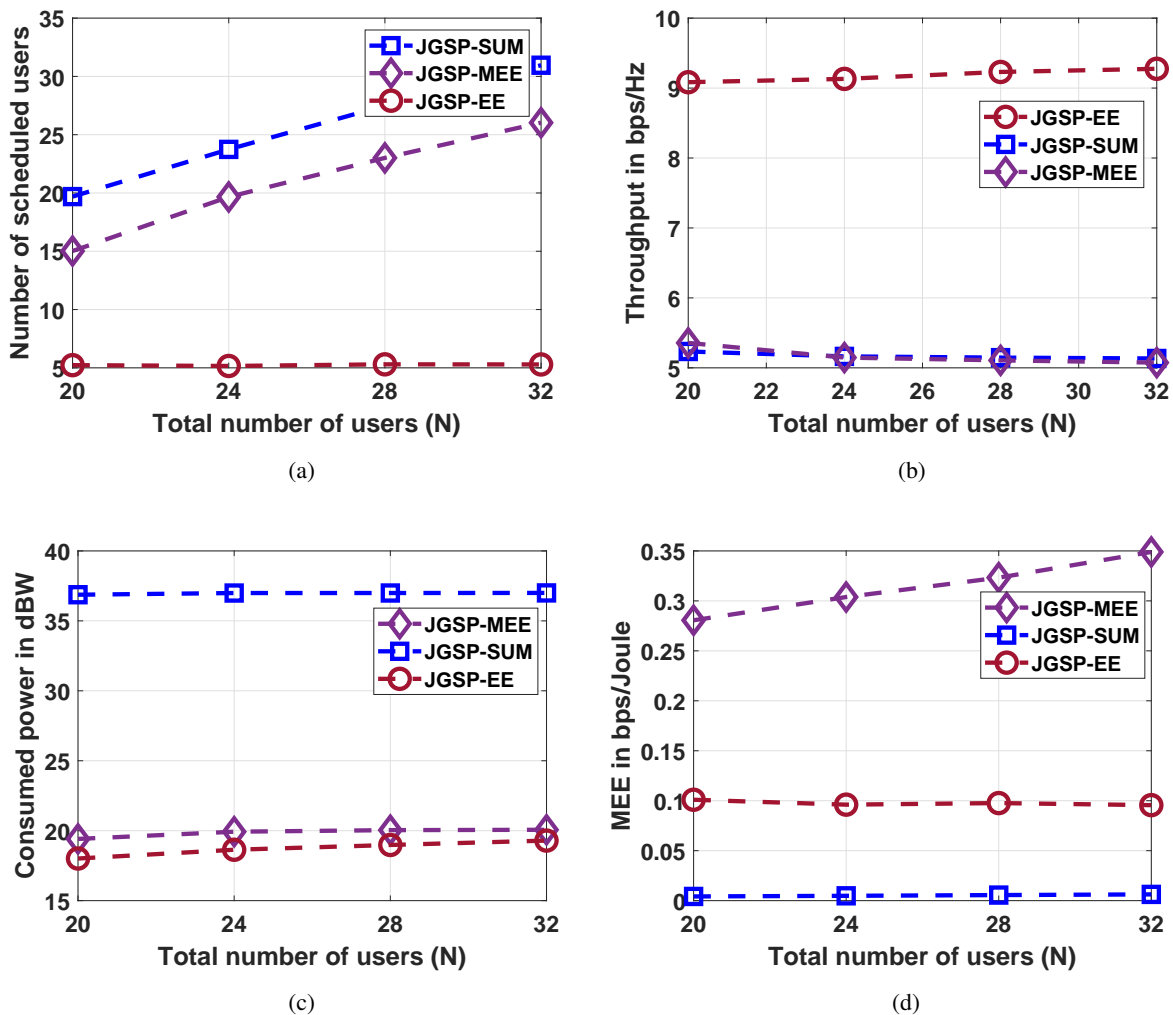 35
30
25
20
15
10
5
20
24
28
32
Number of scheduled users
Total number of users (N)
JGSP-SUM
JGSP-MEE
JGSP-EE
(a)
10
9
8
7
6
5
20
22
24
26
28
30
32
Throughput in bps/Hz
Total number of users (N)
JGSP-EE
JGSP-SUM
JGSP-MEE
(b)
40
35
30
25
20
15
20
24
28
32
Consumed power in dBW
Total number of users (N)
JGSP-MEE
JGSP-SUM
JGSP-EE
(c)
0.35
0.3
0.25
0.2
0.15
0.1
0.05
0
20
24
28
32
MEE in bps/Joule
Total number of users (N)
JGSP-MEE
JGSP-SUM
JGSP-EE
(d)